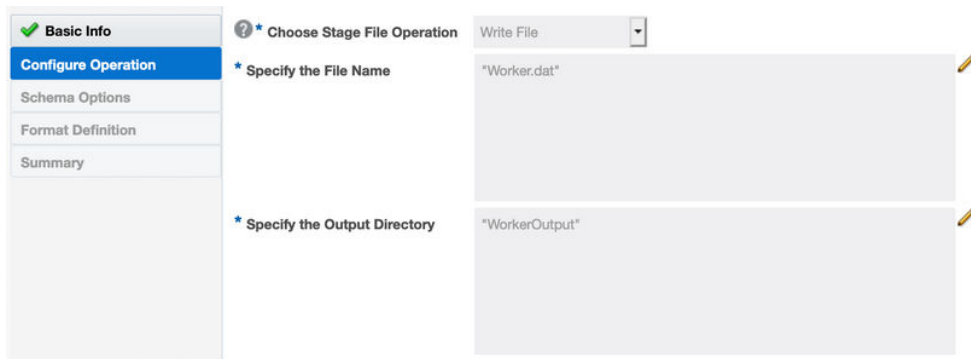 Basic Info
Configure Operation
Schema Options
Format Definition
Summary
* Choose Stage File Operation Write File
* Specify the File Name "Worker.dat"
* Specify the Output Directory "WorkerOutput"